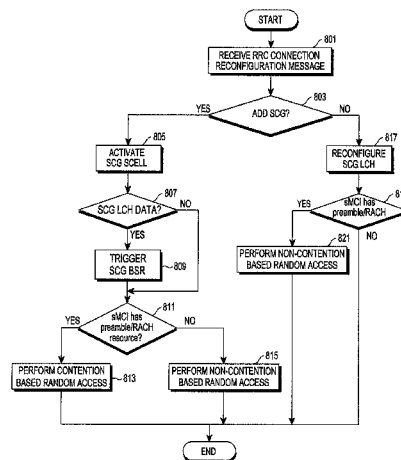 START
801
RECEIVE RRC CONNECTION
RECONFIGURATION MESSAGE
803
YES
ADD SCG?
NO
805
ACTIVATE
SCG SCELL
817
RECONFIGURE
SCG LCH
807
SCG LCH DATA?
NO
YES
81
YES
sMCI has
preamble/RACH
NO
821
TRIGGER
SCG BSR
809
PERFORM NON-CONTENTION
BASED RANDOM ACCESS
811
YES
sMCI has
preamble/RACH
resource?
NO
PERFORM CONTENTION
BASED RANDOM ACCESS
813
815
PERFORM NON-CONTENTION
BASED RANDOM ACCESS
END